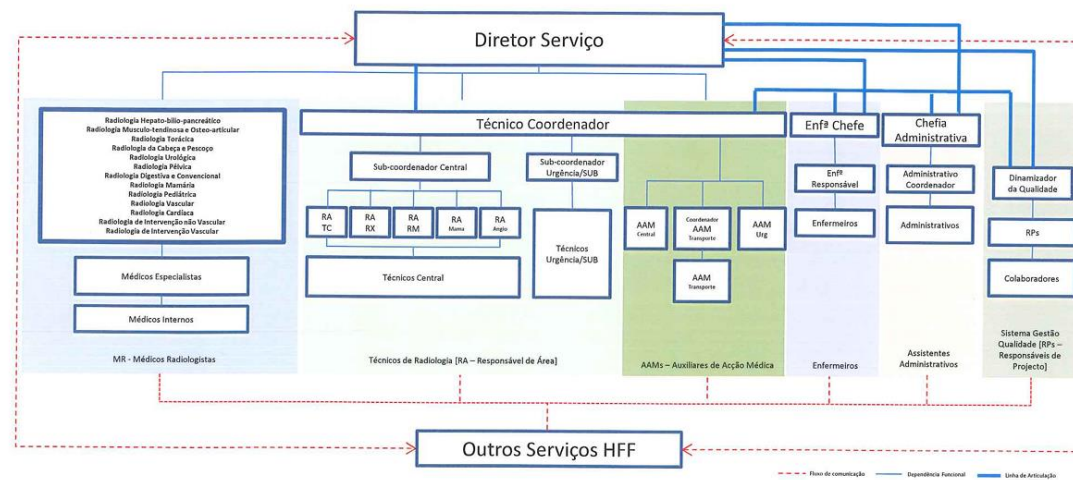 Diretor Serviço
Radiologia Hepato-bilio-pancreático
Radiologia Musculo-tendinosa e Osteo-articular
Radiologia Torácica
Radiologia da Cabeça e Pescoço
Radiologia Urológica
Radiologia Pélvica
Radiologia Digestiva e Convencional
Radiologia Mamária
Radiologia Pediátrica
Radiologia Vascular
Radiologia Cardíaca
Radiologia de Intervenção não Vascular
Radiologia de Intervenção Vascular
Médicos Especialistas
Médicos Internos
MR - Médicos Radiologistas
Técnico Coordenador
Sub-coordenador Central
Sub-coordenador
Urgência/SUB
RA
TC
RA
RX
RA
RM
RA
Mama
RA
Angio
Técnicos Central
Técnicos
Urgência/SUB
Técnicos de Radiologia [RA – Responsável de Área]
AAM
Central
Coordenador
AAM
Transporte
AAM
Urg
AAM
Transporte
AAMs – Auxiliares de Acção Médica
Enfª Chefe
Enfª
Responsável
Enfermeiros
Enfermeiros
Chefia
Administrativa
Administrativo
Coordenador
Administrativos
Assistentes
Administrativos
Dinamizador
da Qualidade
RPs
Colaboradores
Sistema Gestão
Qualidade [RPs –
Responsáveis de
Projecto]
Outros Serviços HFF
Fluxo de comunicação
Dependência Funcional
Linha de Articulação